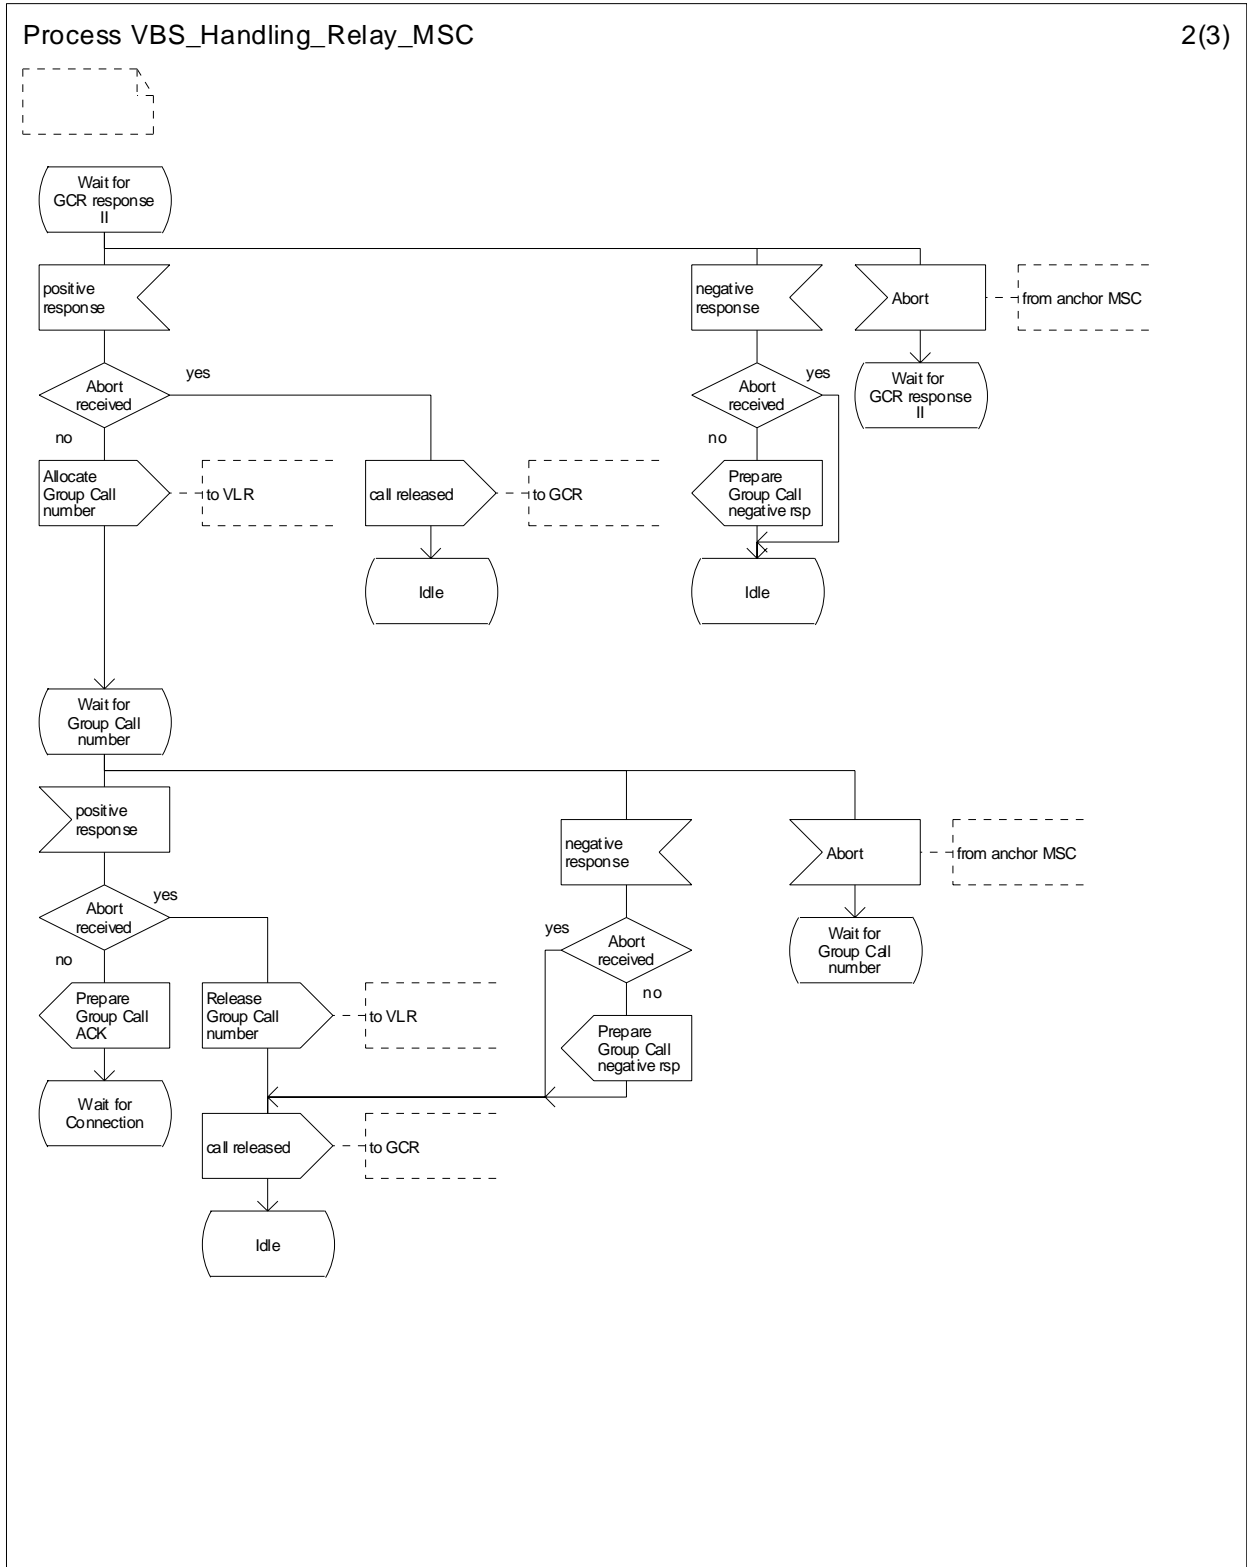 Process VBS_Handling_Relay_MSC
2(3)
Wait for
GCR response
II
positive
response
negative
response
Abort
from anchor MSC
Abort
received
yes
no
Abort
received
yes
no
Wait for
GCR response
II
Allocate
Group Call
number
to VLR
call released
to GCR
Prepare
Group Call
negative rsp
Idle
Idle
Wait for
Group Call
number
positive
response
negative
response
Abort
from anchor MSC
Abort
received
yes
no
yes
Abort
received
no
Wait for
Group Call
number
Prepare
Group Call
ACK
Release
Group Call
number
to VLR
Prepare
Group Call
negative rsp
Wait for
Connection
call released
to GCR
Idle